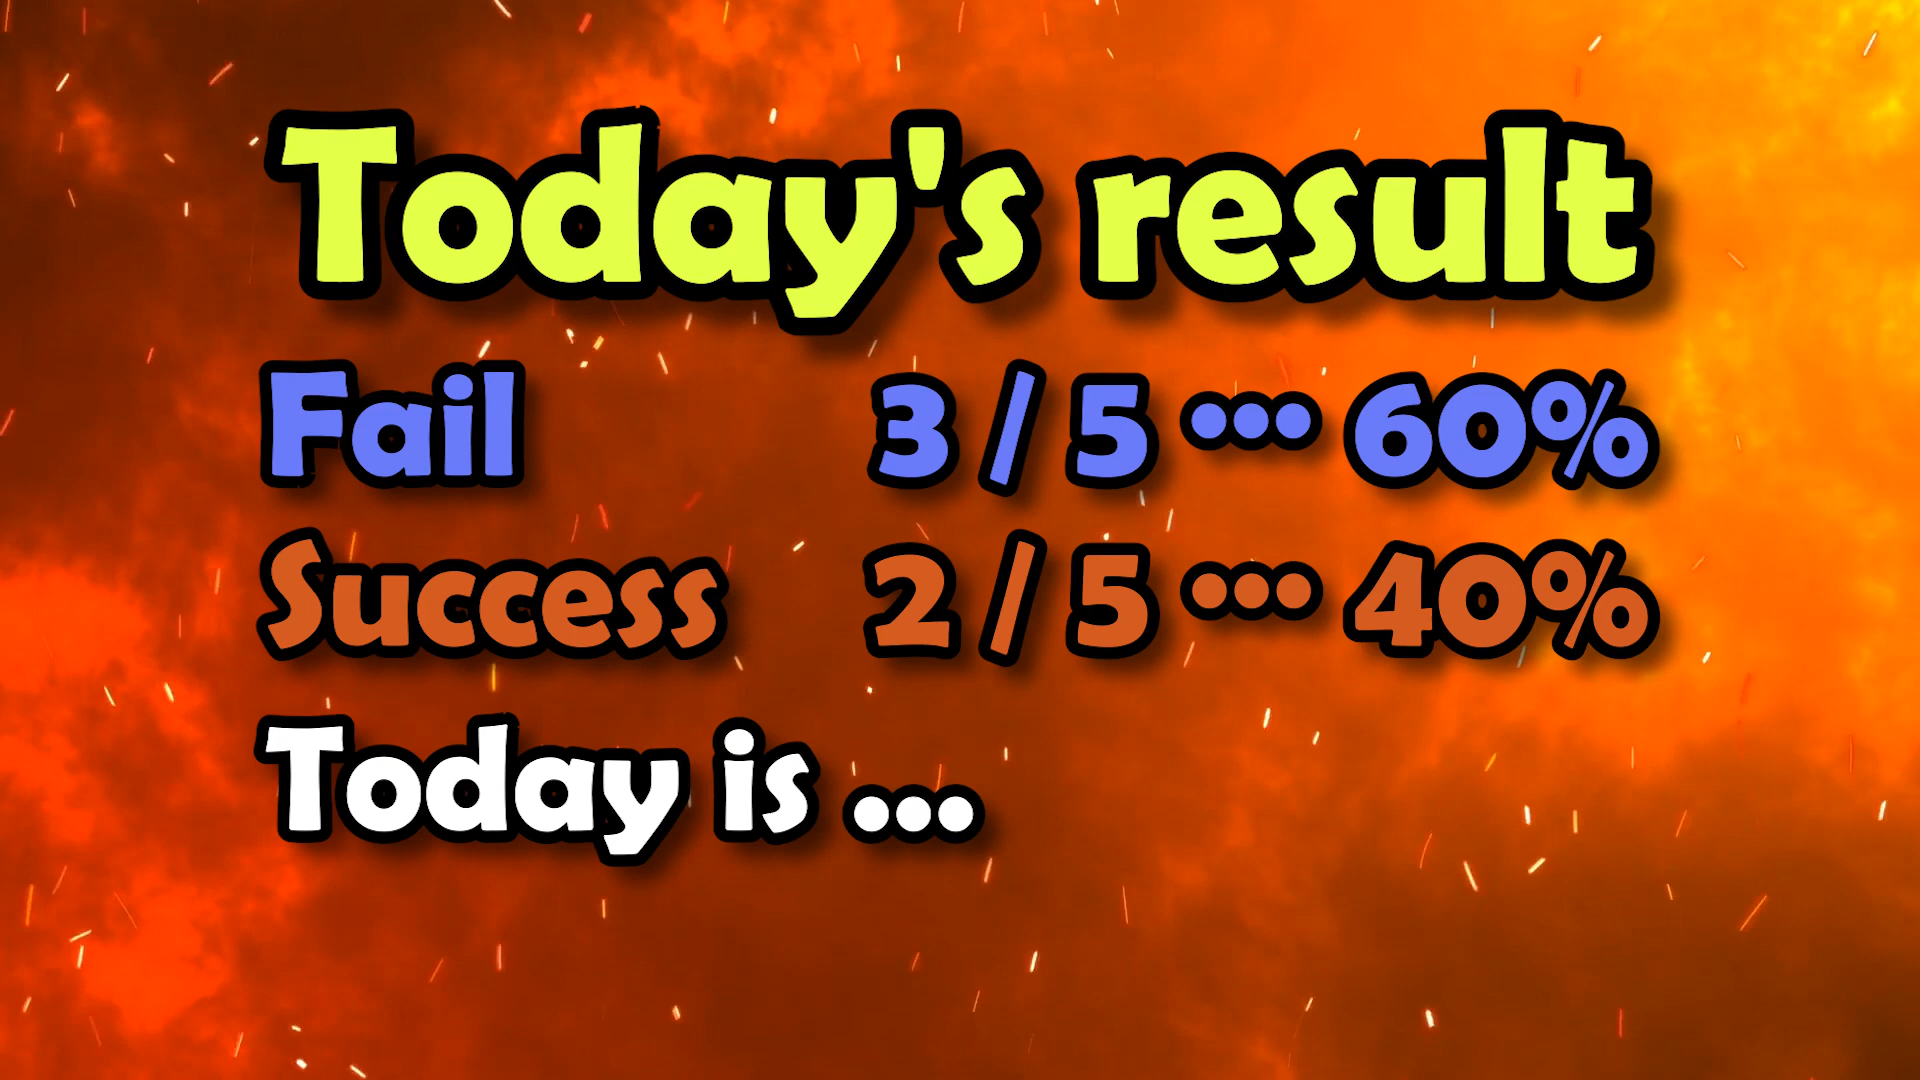 Today's result
Fail 3 / 5 … 60%
Success 2 / 5 … 40%
Today is ...